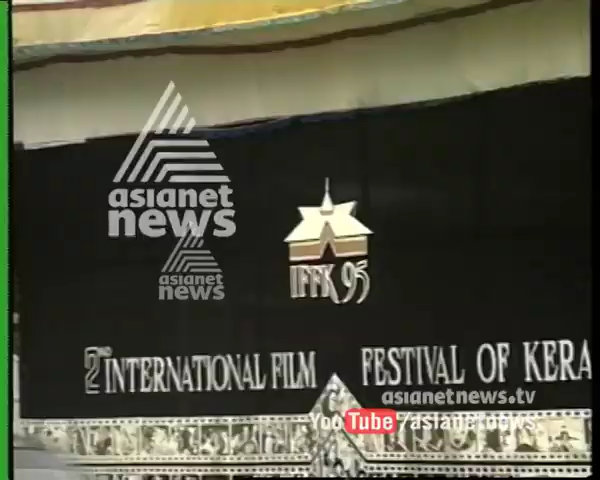 asianet
news
asianet
news
IFFK 95
2ND INTERNATIONAL FILM FESTIVAL OF KERA
asianetnews.tv
YouTube /asianetnews